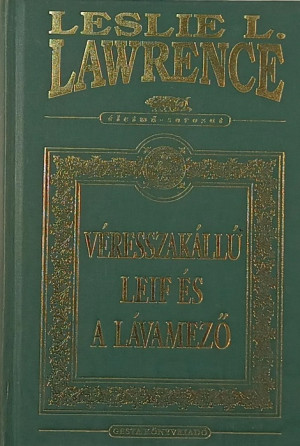 LESLIE L.
LAWRENCE
életmű-sorozat
VÉRESSZAKÁLLÚ
LEIF ÉS
A LÁVAMEZŐ
GESTA KÖNYVKIADÓ